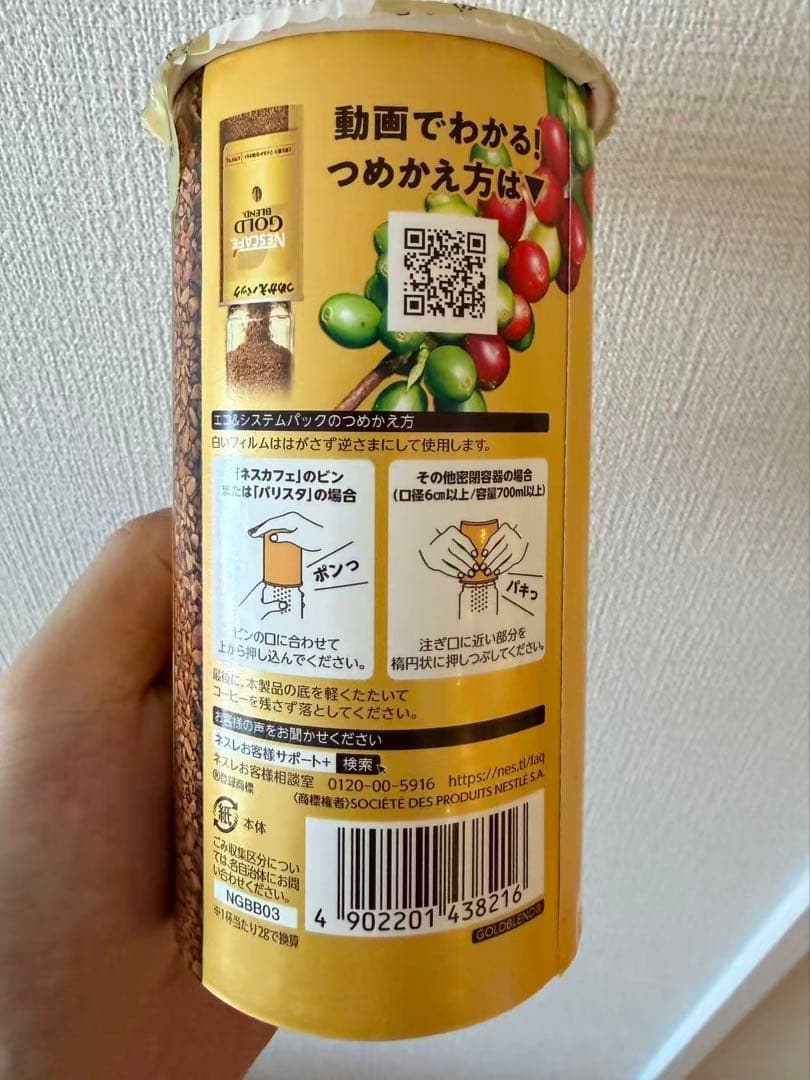 動画でわかる!
つめかえ方は▼
NESCAFÉ
GOLD
BLEND
つめかえパック
エコ&システムパックのつめかえ方
白いフィルムははがさず逆さまにして使用します。
「ネスカフェ」のビン
または「バリスタ」の場合
ポンっ
ビンの口に合わせて
上から押し込んでください。
その他密閉容器の場合
(口径6cm以上/容量700ml以上)
パキっ
注ぎ口に近い部分を
楕円状に押しつぶしてください。
最後に、本製品の底を軽くたたいて
コーヒーを残さず落としてください。
お客様の声をお聞かせください
ネスレお客様サポート+ 検索
ネスレお客様相談室 0120-00-5916 https://nes.tl/faq
®登録商標 〈商標権者〉SOCIÉTÉ DES PRODUITS NESTLÉ S.A.
紙 本体
ごみ収集区分につい
ては、各自治体にお問
い合わせください。
NGBB03
※1杯当たり2gで換算
4 902201 438216
GOLDBLEND®